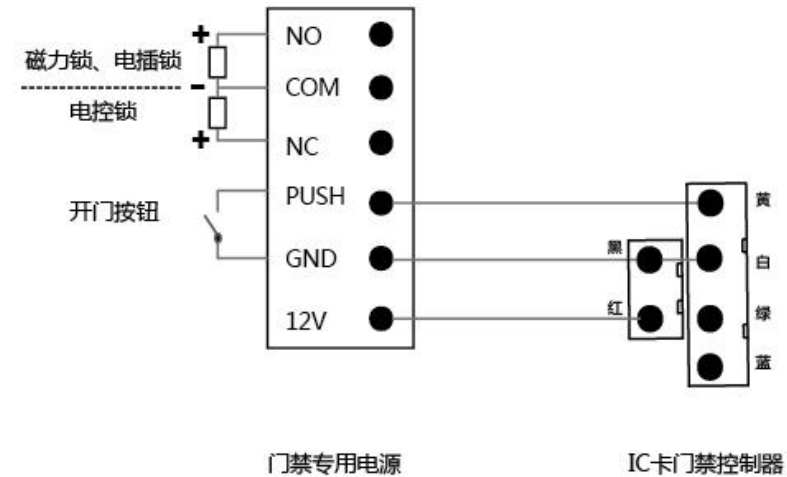 磁力锁、电插锁
电控锁
开门按钮
+
-
+
NO
COM
NC
PUSH
GND
12V
黑
红
黄
白
绿
蓝
门禁专用电源
IC卡门禁控制器